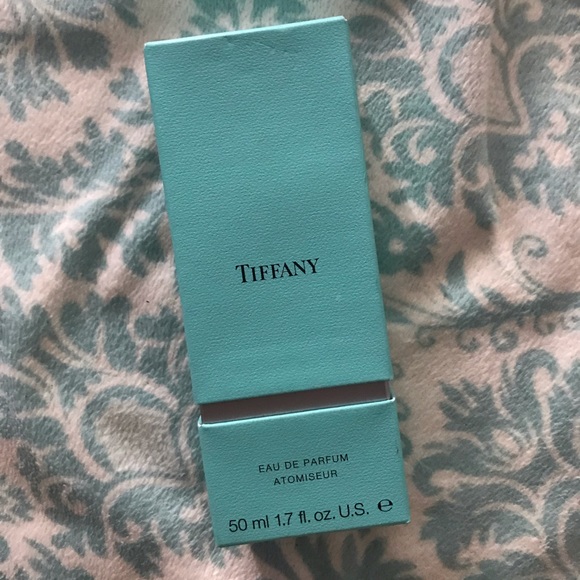 TIFFANY
EAU DE PARFUM
ATOMISEUR
50 ml 1.7 fl. oz. U.S. ℮